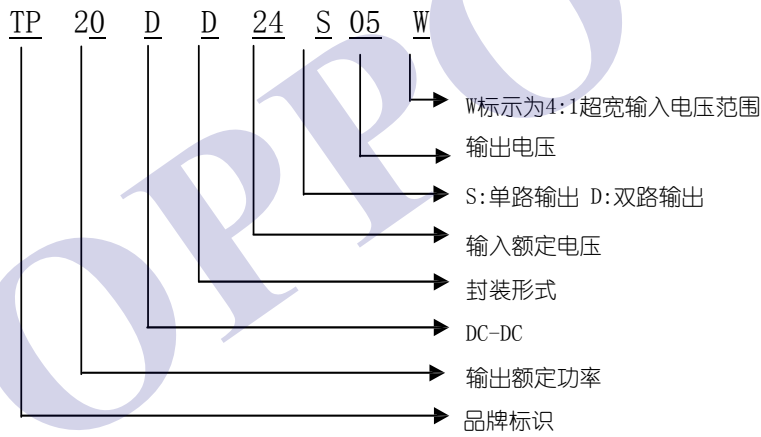 TP 20 D D 24 S 05 W
W标示为4:1超宽输入电压范围
输出电压
S:单路输出 D:双路输出
输入额定电压
封装形式
DC-DC
输出额定功率
品牌标识
OPPO